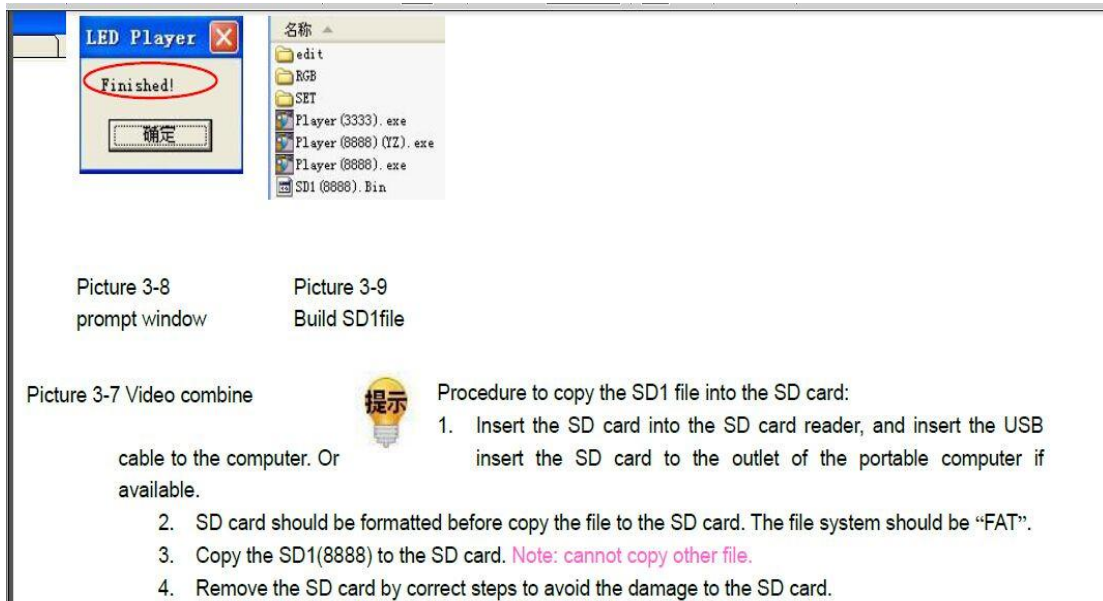 LED Player
Finished!
确定
名称
edit
RGB
SET
Player(3333).exe
Player(8888)(YZ).exe
Player(8888).exe
SD1(8888).Bin
Picture 3-8
prompt window
Picture 3-9
Build SD1file
Picture 3-7 Video combine
提示
Procedure to copy the SD1 file into the SD card:
1. Insert the SD card into the SD card reader, and insert the USB
cable to the computer. Or insert the SD card to the outlet of the portable computer if
available.
2. SD card should be formatted before copy the file to the SD card. The file system should be “FAT”.
3. Copy the SD1(8888) to the SD card. Note: cannot copy other file.
4. Remove the SD card by correct steps to avoid the damage to the SD card.